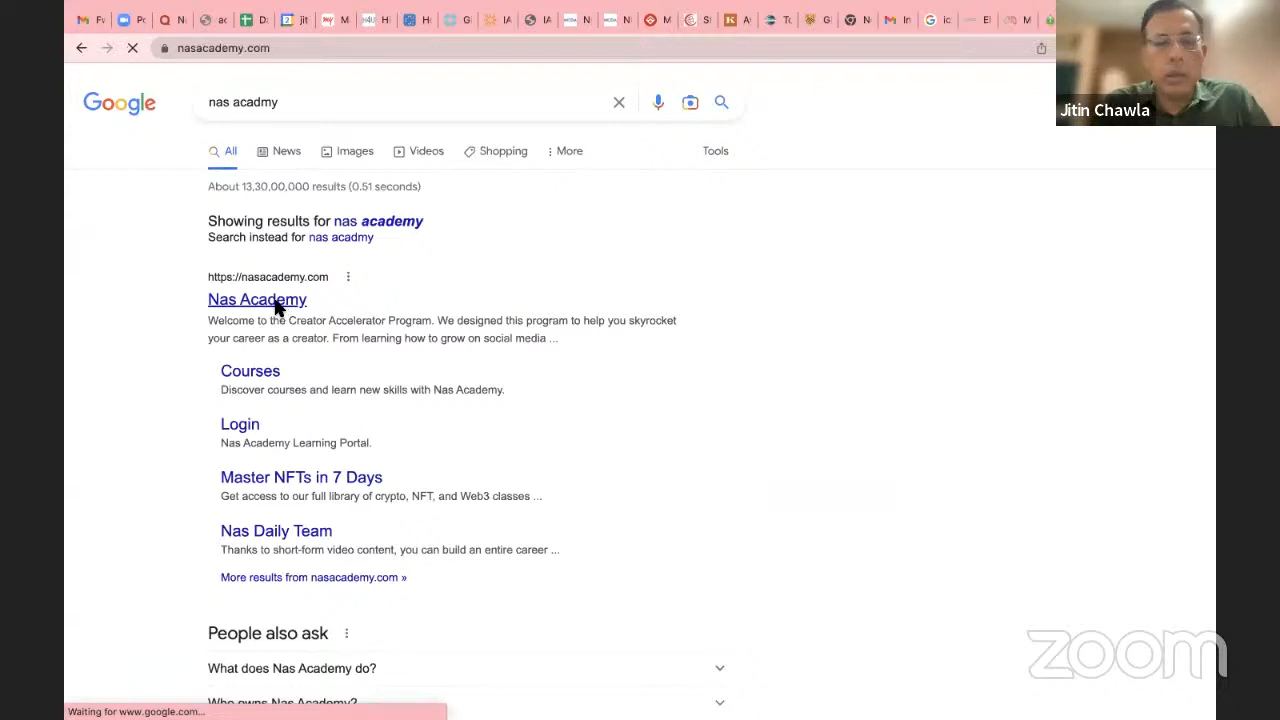 nasacademy.com
Jitin Chawla
Google
nas acadmy
All News Images Videos Shopping More Tools
About 13,30,00,000 results (0.51 seconds)
Showing results for nas academy
Search instead for nas acadmy
https://nasacademy.com
Nas Academy
Welcome to the Creator Accelerator Program. We designed this program to help you skyrocket
your career as a creator. From learning how to grow on social media ...
Courses
Discover courses and learn new skills with Nas Academy.
Login
Nas Academy Learning Portal.
Master NFTs in 7 Days
Get access to our full library of crypto, NFT, and Web3 classes ...
Nas Daily Team
Thanks to short-form video content, you can build an entire career ...
More results from nasacademy.com »
People also ask
What does Nas Academy do?
Who owns Nas Academy?
zoom
Waiting for www.google.com...